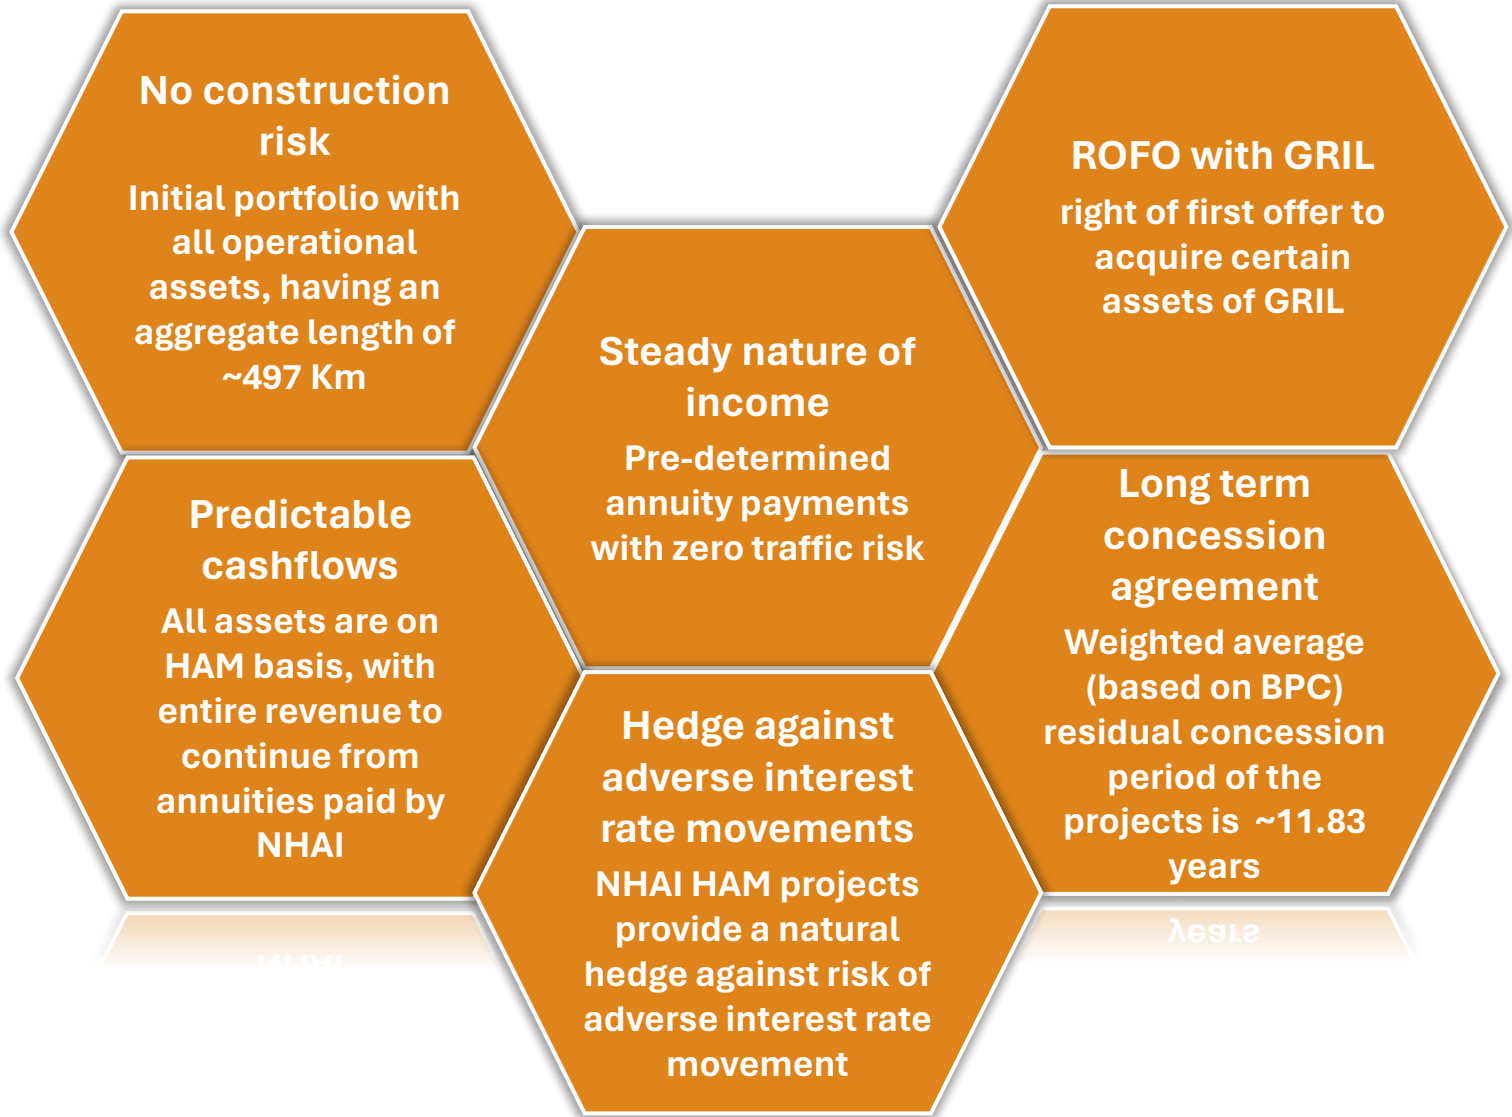 No construction
risk
Initial portfolio with
all operational
assets, having an
aggregate length of
~497 Km
ROFO with GRIL
right of first offer to
acquire certain
assets of GRIL
Steady nature of
income
Pre-determined
annuity payments
with zero traffic risk
Predictable
cashflows
All assets are on
HAM basis, with
entire revenue to
continue from
annuities paid by
NHAI
Long term
concession
agreement
Weighted average
(based on BPC)
residual concession
period of the
projects is ~11.83
years
Hedge against
adverse interest
rate movements
NHAI HAM projects
provide a natural
hedge against risk of
adverse interest rate
movement